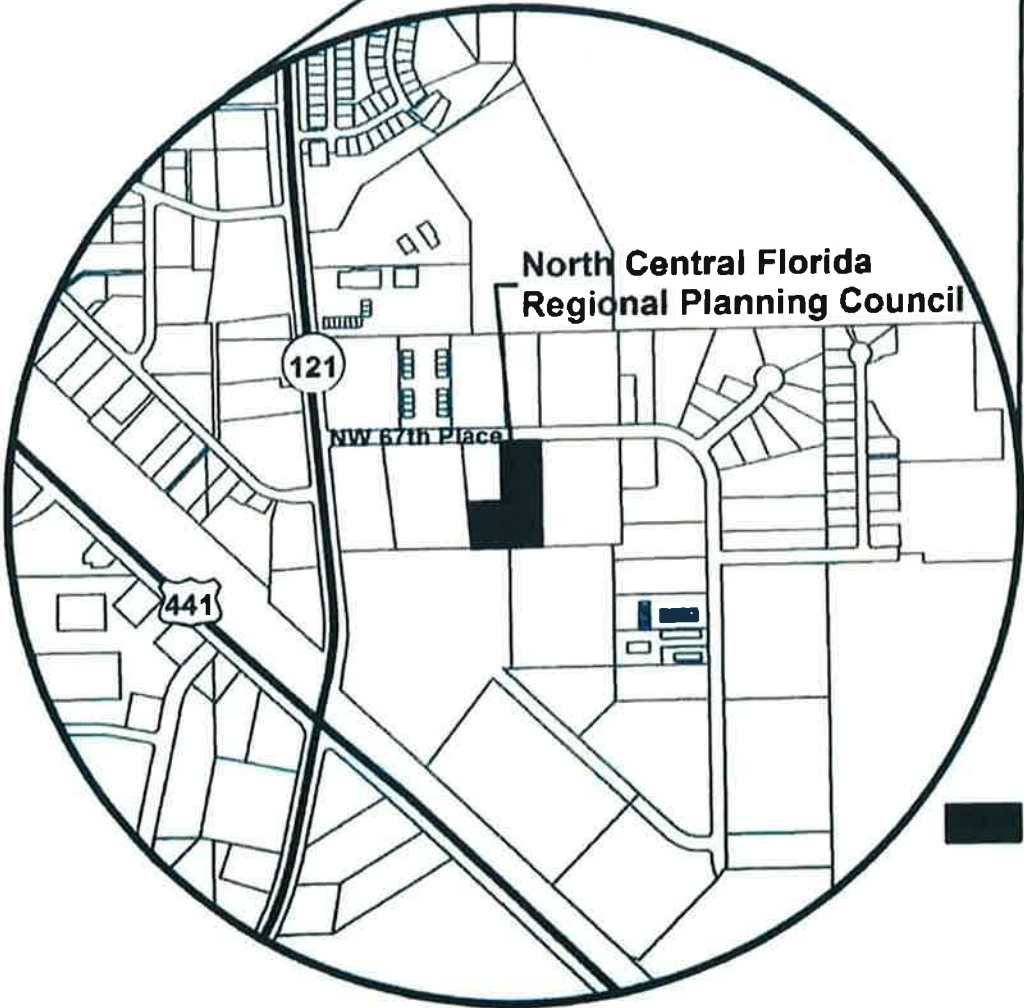 North Central Florida
Regional Planning Council
121
NW 67th Place
441